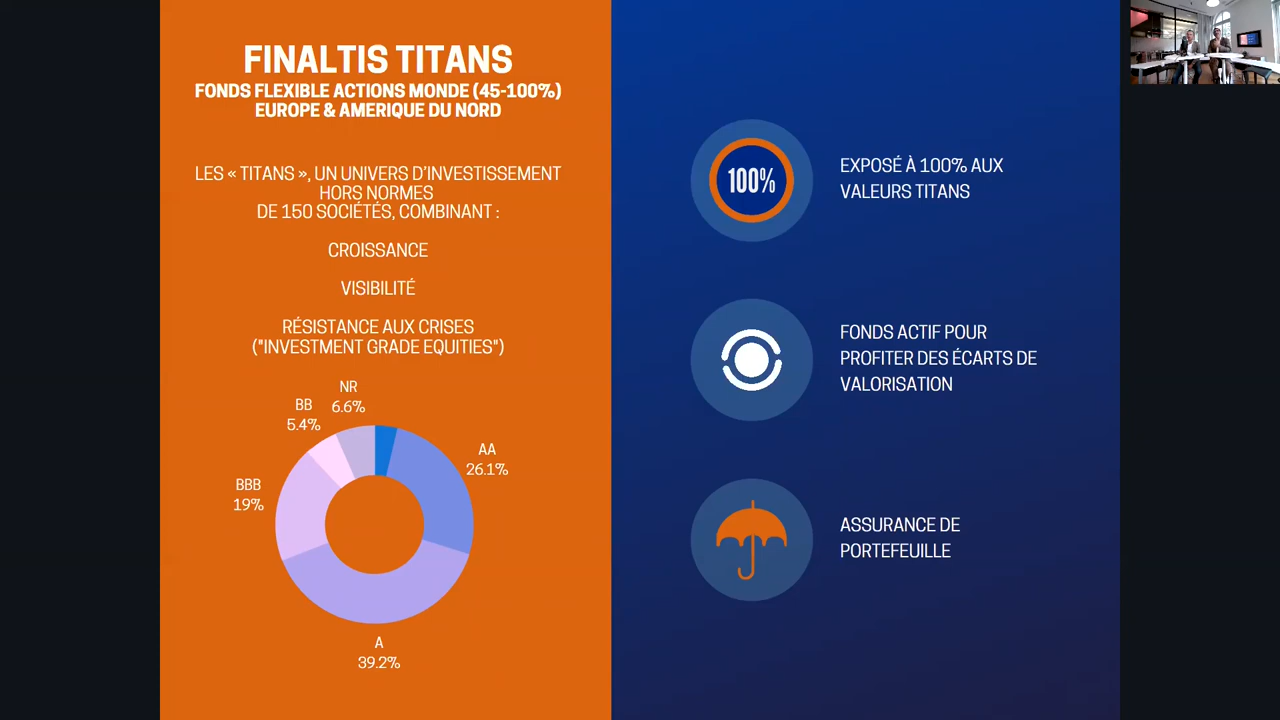 FINALTIS TITANS
FONDS FLEXIBLE ACTIONS MONDE (45-100%)
EUROPE & AMERIQUE DU NORD
LES « TITANS », UN UNIVERS D'INVESTISSEMENT
HORS NORMES
DE 150 SOCIÉTÉS, COMBINANT :
CROISSANCE
VISIBILITÉ
RÉSISTANCE AUX CRISES
("INVESTMENT GRADE EQUITIES")
NR
6.6%
BB
5.4%
AA
26.1%
BBB
19%
A
39.2%
100%
EXPOSÉ À 100% AUX
VALEURS TITANS
FONDS ACTIF POUR
PROFITER DES ÉCARTS DE
VALORISATION
ASSURANCE DE
PORTEFEUILLE